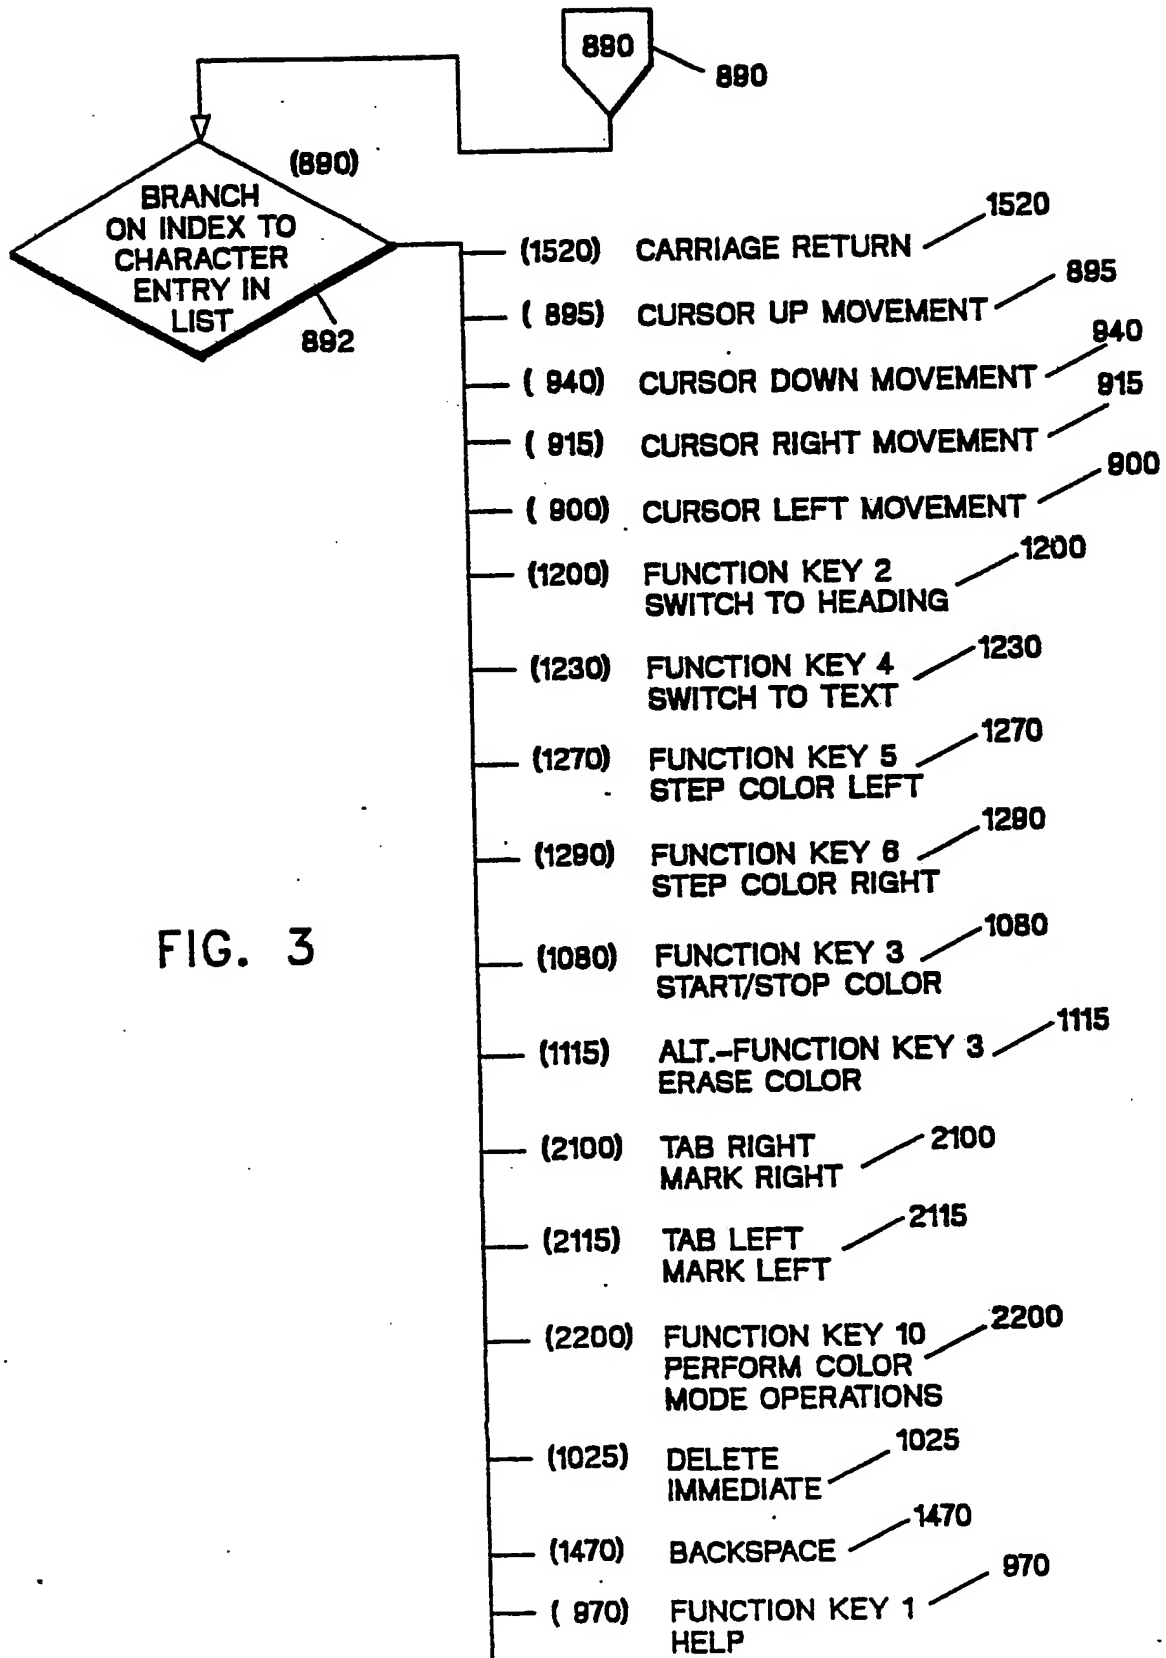 890
890
(890)
BRANCH
ON INDEX TO
CHARACTER
ENTRY IN
LIST
892
(1520) CARRIAGE RETURN 1520
( 895) CURSOR UP MOVEMENT 895
( 940) CURSOR DOWN MOVEMENT 940
( 915) CURSOR RIGHT MOVEMENT 915
( 900) CURSOR LEFT MOVEMENT 900
(1200) FUNCTION KEY 2 1200
SWITCH TO HEADING
(1230) FUNCTION KEY 4 1230
SWITCH TO TEXT
(1270) FUNCTION KEY 5 1270
STEP COLOR LEFT
(1290) FUNCTION KEY 6 1290
STEP COLOR RIGHT
FIG. 3
(1080) FUNCTION KEY 3 1080
START/STOP COLOR
(1115) ALT.-FUNCTION KEY 3 1115
ERASE COLOR
(2100) TAB RIGHT 2100
MARK RIGHT
(2115) TAB LEFT 2115
MARK LEFT
(2200) FUNCTION KEY 10 2200
PERFORM COLOR
MODE OPERATIONS
(1025) DELETE 1025
IMMEDIATE
(1470) BACKSPACE 1470
( 970) FUNCTION KEY 1 970
HELP